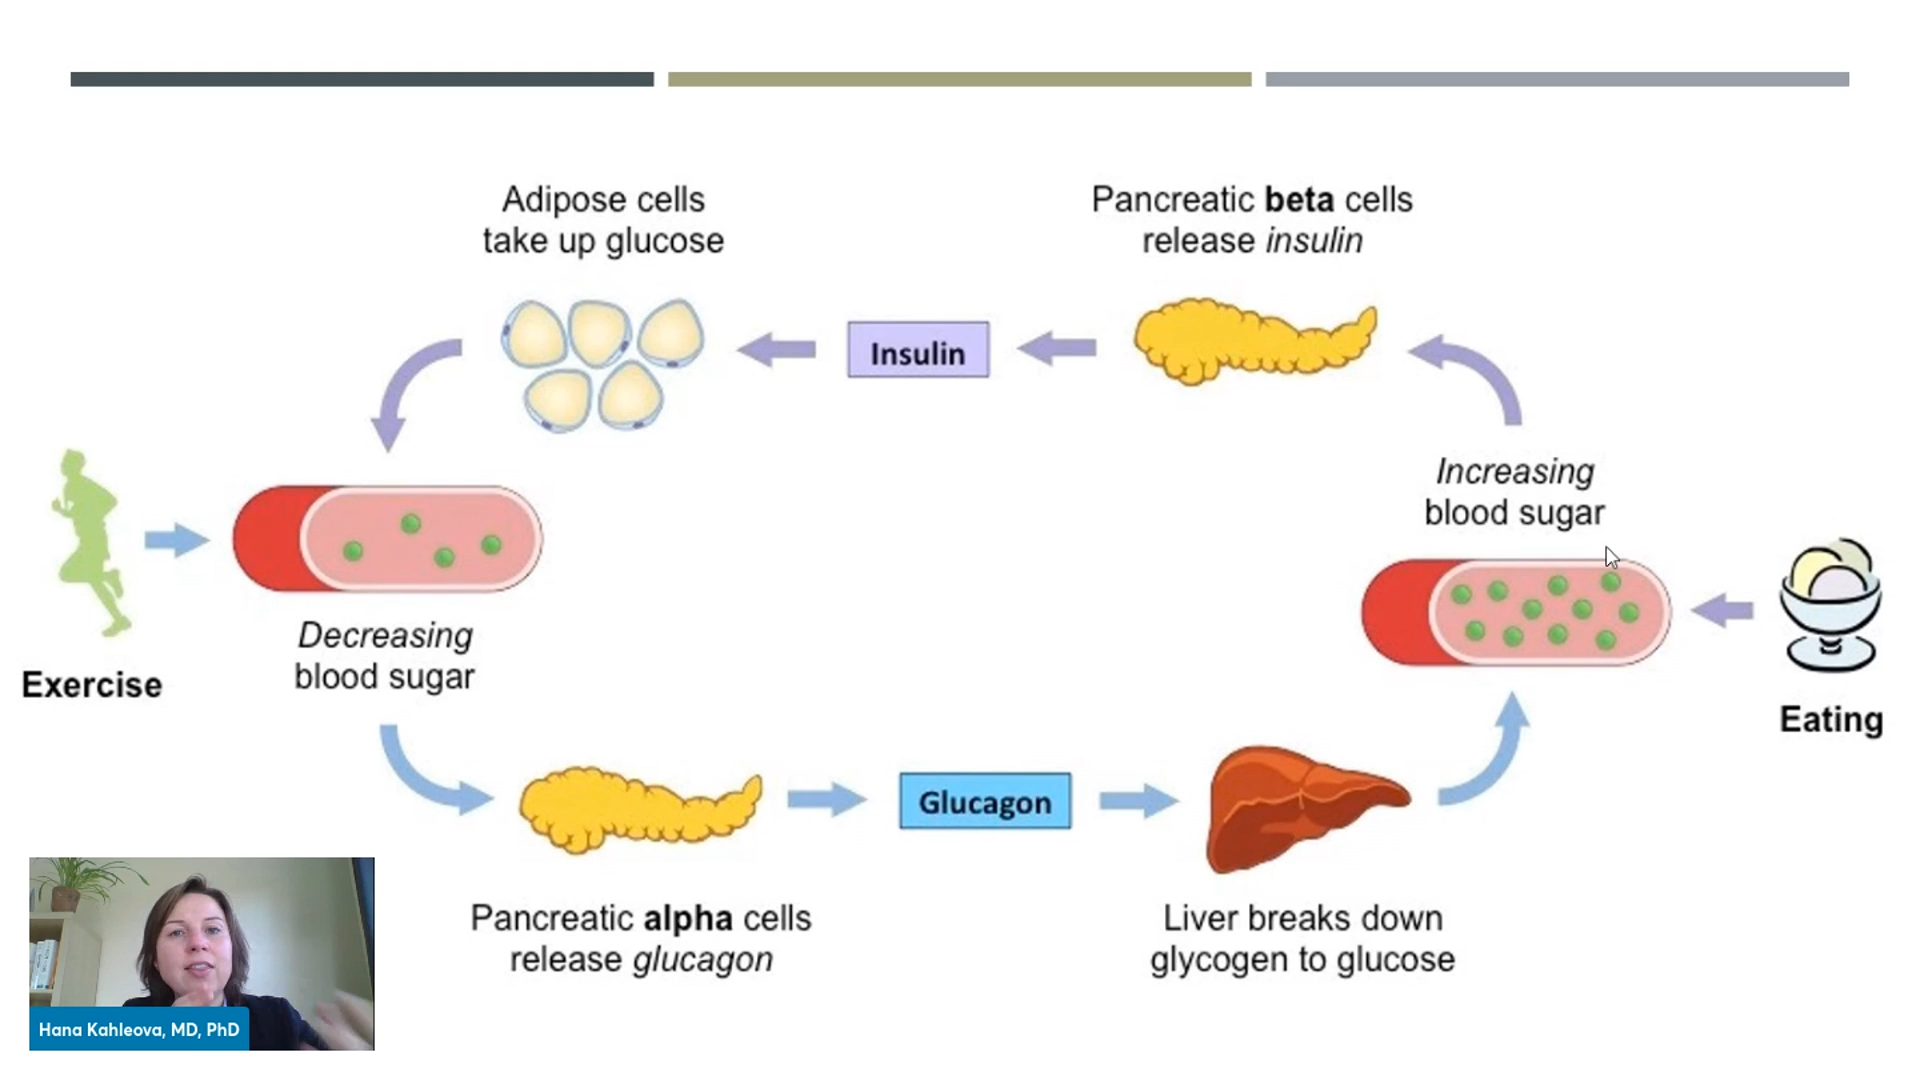 Adipose cells
take up glucose
Pancreatic beta cells
release insulin
Insulin
Increasing
blood sugar
Exercise
Decreasing
blood sugar
Eating
Glucagon
Pancreatic alpha cells
release glucagon
Liver breaks down
glycogen to glucose
Hana Kahleova, MD, PhD